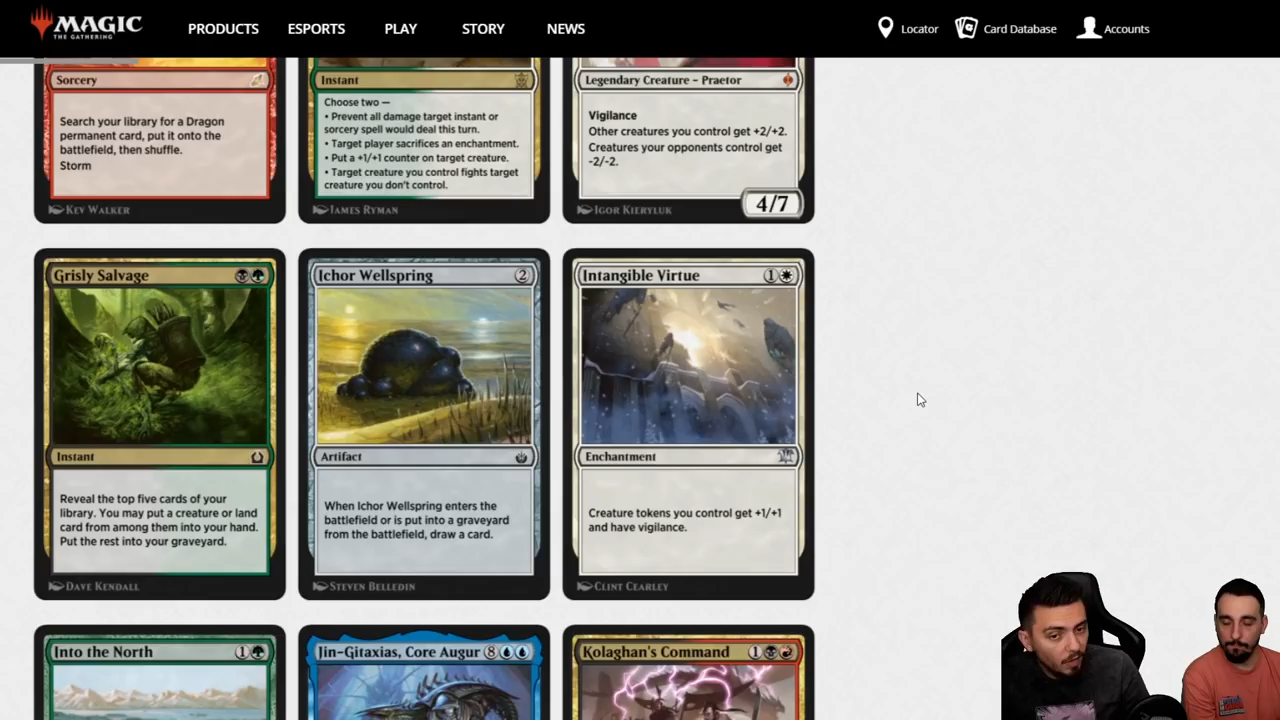 MAGIC
THE GATHERING
PRODUCTS
ESPORTS
PLAY
STORY
NEWS
Locator
Card Database
Accounts
Sorcery
Search your library for a Dragon
permanent card, put it onto the
battlefield, then shuffle.
Storm
KEV WALKER
Instant
Choose two —
• Prevent all damage target instant or
sorcery spell would deal this turn.
• Target player sacrifices an enchantment.
• Put a +1/+1 counter on target creature.
• Target creature you control fights target
creature you don't control.
JAMES RYMAN
Legendary Creature – Praetor
Vigilance
Other creatures you control get +2/+2.
Creatures your opponents control get
-2/-2.
4/7
IGOR KIERYLUK
Grisly Salvage
Instant
Reveal the top five cards of your
library. You may put a creature or land
card from among them into your hand.
Put the rest into your graveyard.
DAVE KENDALL
Ichor Wellspring 2
Artifact
When Ichor Wellspring enters the
battlefield or is put into a graveyard
from the battlefield, draw a card.
STEVEN BELLEDIN
Intangible Virtue 1
Enchantment
Creature tokens you control get +1/+1
and have vigilance.
CLINT CEARLEY
Into the North 1
Jin-Gitaxias, Core Augur 8
Kolaghan's Command 1